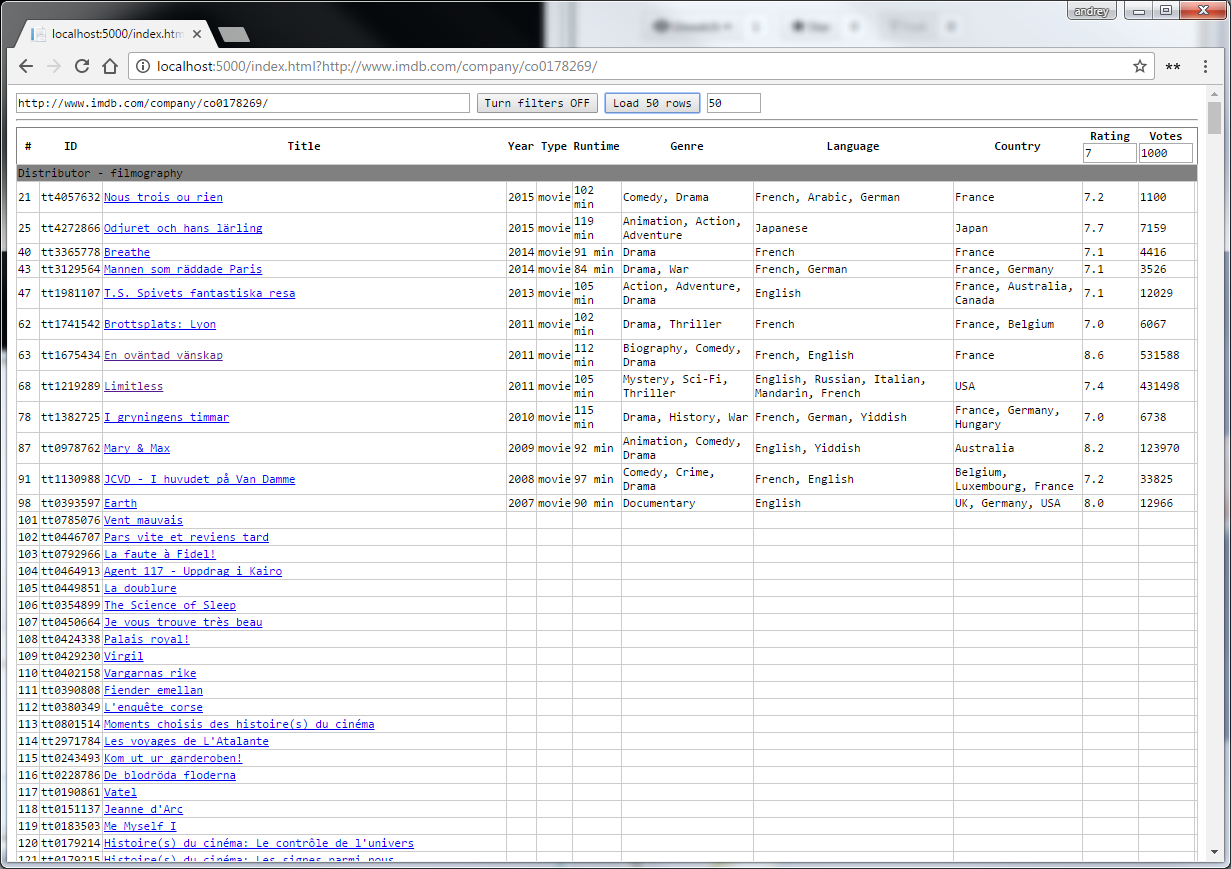 andrey
localhost:5000/index.htm
localhost:5000/index.html?http://www.imdb.com/company/co0178269/
**
http://www.imdb.com/company/co0178269/ Turn filters OFF Load 50 rows 50
# ID Title Year Type Runtime Genre Language Country Rating Votes
7 1000
Distributor - filmography
21 tt4057632 Nous trois ou rien 2015 movie 102 min Comedy, Drama French, Arabic, German France 7.2 1100
25 tt4272866 Odjuret och hans lärling 2015 movie 119 min Animation, Action, Adventure Japanese Japan 7.7 7159
40 tt3365778 Breathe 2014 movie 91 min Drama French France 7.1 4416
43 tt3129564 Mannen som räddade Paris 2014 movie 84 min Drama, War French, German France, Germany 7.1 3526
47 tt1981107 T.S. Spivets fantastiska resa 2013 movie 105 min Action, Adventure, Drama English France, Australia, Canada 7.1 12029
62 tt1741542 Brottsplats: Lyon 2011 movie 102 min Drama, Thriller French France, Belgium 7.0 6067
63 tt1675434 En oväntad vänskap 2011 movie 112 min Biography, Comedy, Drama French, English France 8.6 531588
68 tt1219289 Limitless 2011 movie 105 min Mystery, Sci-Fi, Thriller English, Russian, Italian, Mandarin, French USA 7.4 431498
78 tt1382725 I gryningens timmar 2010 movie 115 min Drama, History, War French, German, Yiddish France, Germany, Hungary 7.0 6738
87 tt0978762 Mary & Max 2009 movie 92 min Animation, Comedy, Drama English, Yiddish Australia 8.2 123970
91 tt1130988 JCVD - I huvudet på Van Damme 2008 movie 97 min Comedy, Crime, Drama French, English Belgium, Luxembourg, France 7.2 33825
98 tt0393597 Earth 2007 movie 90 min Documentary English UK, Germany, USA 8.0 12966
101 tt0785076 Vent mauvais
102 tt0446707 Pars vite et reviens tard
103 tt0792966 La faute à Fidel!
104 tt0464913 Agent 117 - Uppdrag i Kairo
105 tt0449851 La doublure
106 tt0354899 The Science of Sleep
107 tt0450664 Je vous trouve très beau
108 tt0424338 Palais royal!
109 tt0429230 Virgil
110 tt0402158 Vargarnas rike
111 tt0390808 Fiender emellan
112 tt0380349 L'enquête corse
113 tt0801514 Moments choisis des histoire(s) du cinéma
114 tt2971784 Les voyages de L'Atalante
115 tt0243493 Kom ut ur garderoben!
116 tt0228786 De blodröda floderna
117 tt0190861 Vatel
118 tt0151137 Jeanne d'Arc
119 tt0183503 Me Myself I
120 tt0179214 Histoire(s) du cinéma: Le contrôle de l'univers
121 tt0179215 Histoire(s) du cinéma: Les signes parmi nous